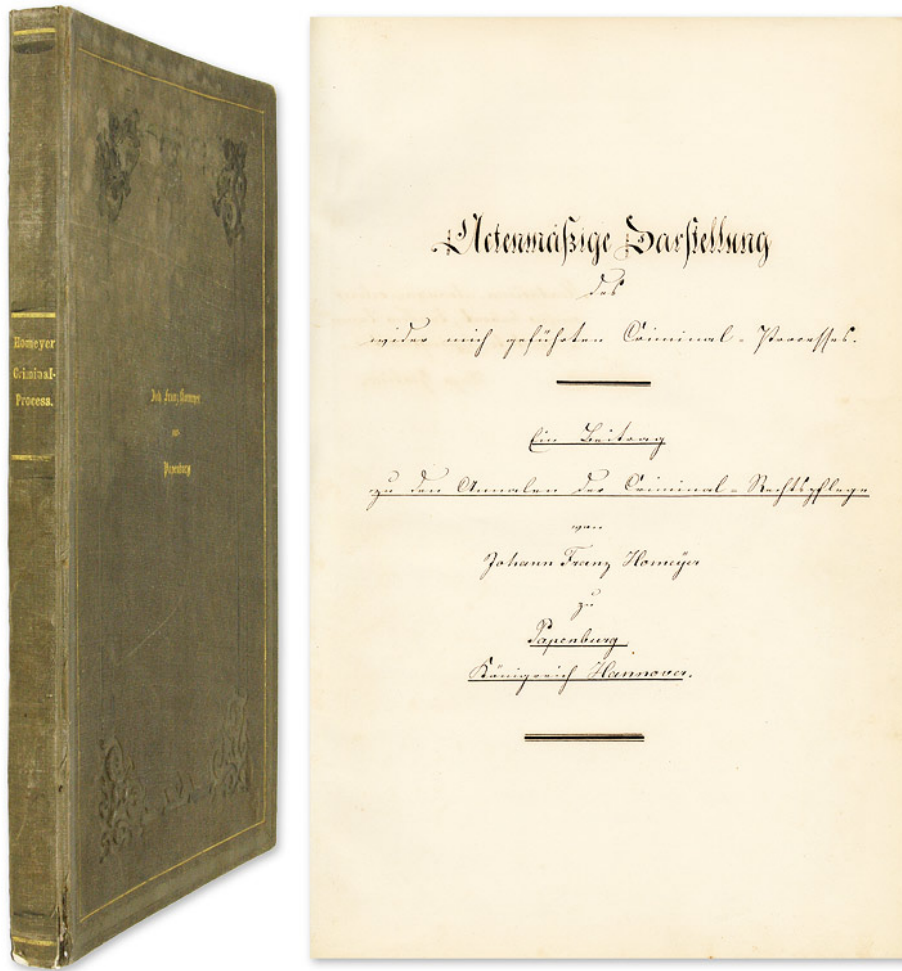 Homeyer
Criminal-
Process.
Joh. Franz Homeyer
aus
Papenburg
Actenmäßige Darstellung
des
wider mich geführten Criminal-Processes.
Ein Beitrag
zu den Annalen der Criminal-Rechtspflege
von
Johann Franz Homeÿer
zu
Papenburg
Königreich Hannover.